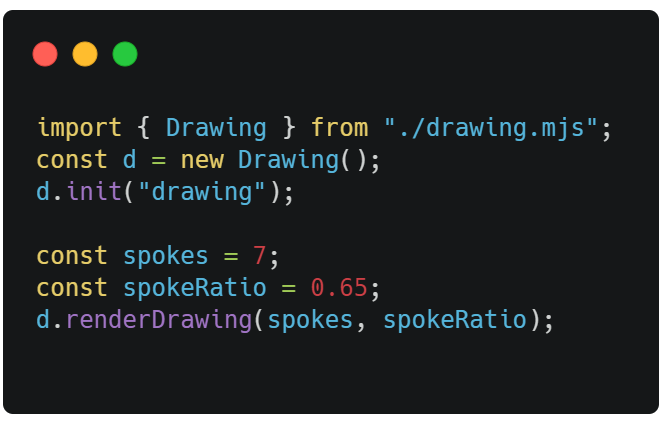 import { Drawing } from "./drawing.mjs";
const d = new Drawing();
d.init("drawing");
const spokes = 7;
const spokeRatio = 0.65;
d.renderDrawing(spokes, spokeRatio);